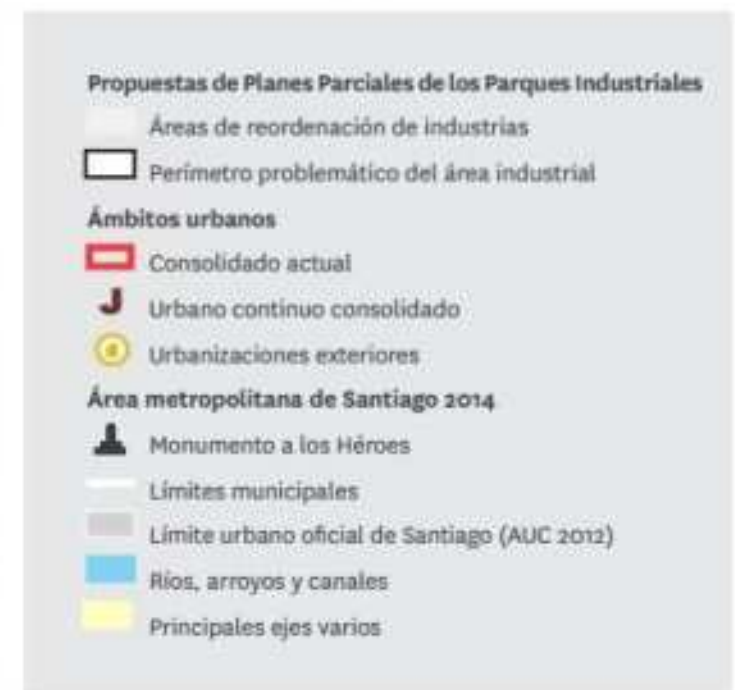 Propuestas de Planes Parciales de los Parques Industriales
Áreas de reordenación de industrias
Perímetro problemático del área industrial
Ámbitos urbanos
Consolidado actual
J Urbano continuo consolidado
Urbanizaciones exteriores
Área metropolitana de Santiago 2014
Monumento a los Héroes
Límites municipales
Límite urbano oficial de Santiago (AUC 2012)
Ríos, arroyos y canales
Principales ejes varios